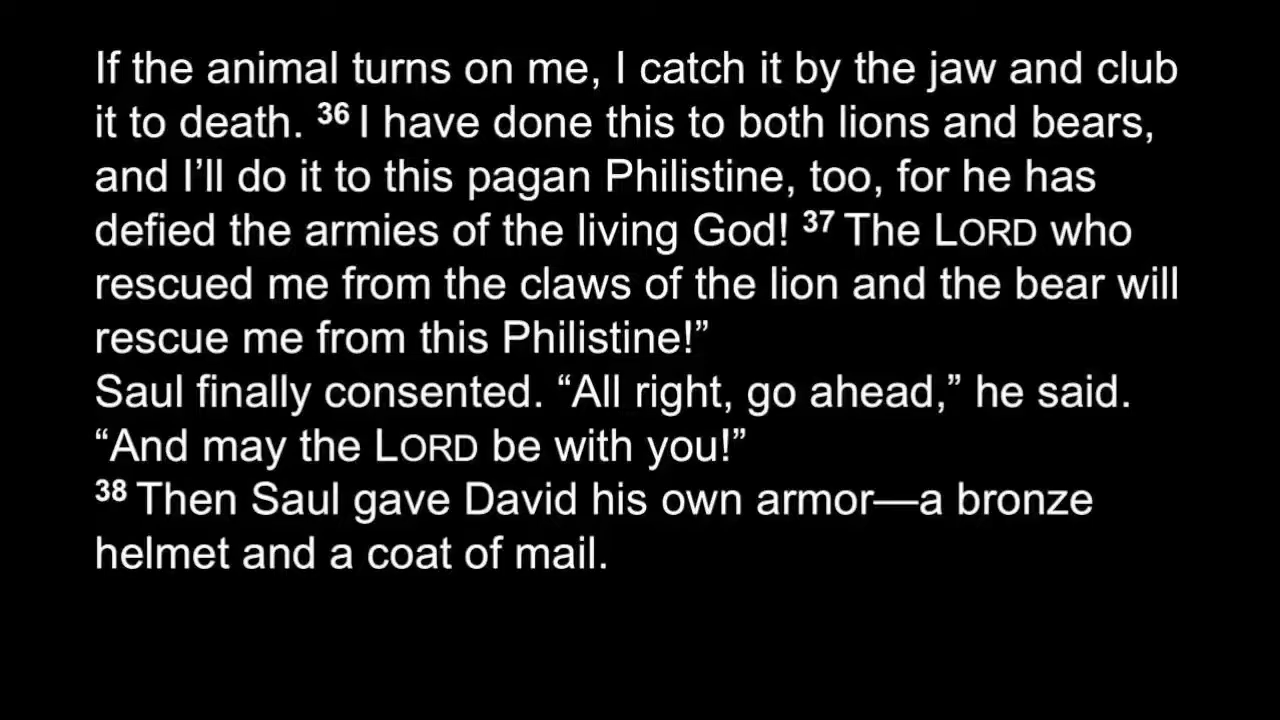 If the animal turns on me, I catch it by the jaw and club
it to death. 36 I have done this to both lions and bears,
and I’ll do it to this pagan Philistine, too, for he has
defied the armies of the living God! 37 The LORD who
rescued me from the claws of the lion and the bear will
rescue me from this Philistine!”
Saul finally consented. “All right, go ahead,” he said.
“And may the LORD be with you!”
38 Then Saul gave David his own armor—a bronze
helmet and a coat of mail.